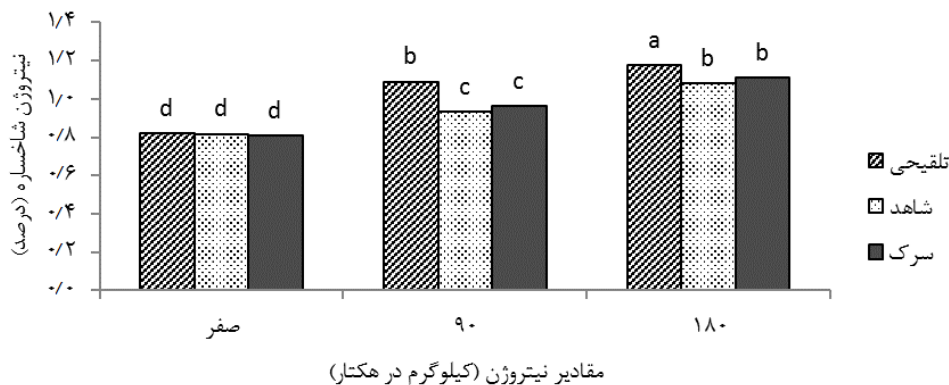 نیتروژن شاخساره (درصد)
۱/۴
۱/۲
۱/۰
۰/۸
۰/۶
۰/۴
۰/۲
۰/۰
d d d
b c c
a b b
صفر
۹۰
۱۸۰
مقادیر نیتروژن (کیلوگرم در هکتار)
تلقیحی
شاهد
سرک